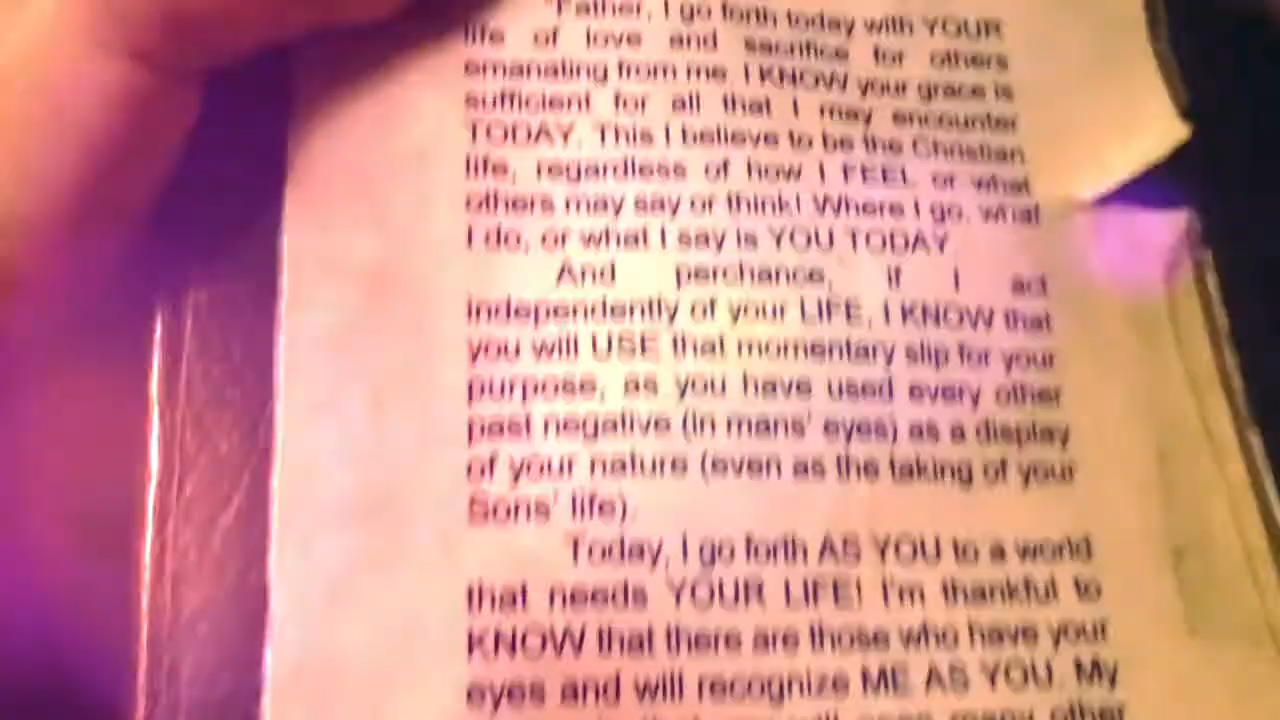 "Father, I go forth today with YOUR
life of love and sacrifice for others
emanating from me. I KNOW your grace is
sufficient for all that I may encounter
TODAY. This I believe to be the Christian
life, regardless of how I FEEL or what
others may say or think! Where I go, what
I do, or what I say is YOU TODAY
And perchance, if I act
independently of your LIFE, I KNOW that
you will USE that momentary slip for your
purpose, as you have used every other
past negative (in mans' eyes) as a display
of your nature (even as the taking of your
Sons' life).
Today, I go forth AS YOU to a world
that needs YOUR LIFE! I'm thankful to
KNOW that there are those who have your
eyes and will recognize ME AS YOU. My
that will many other